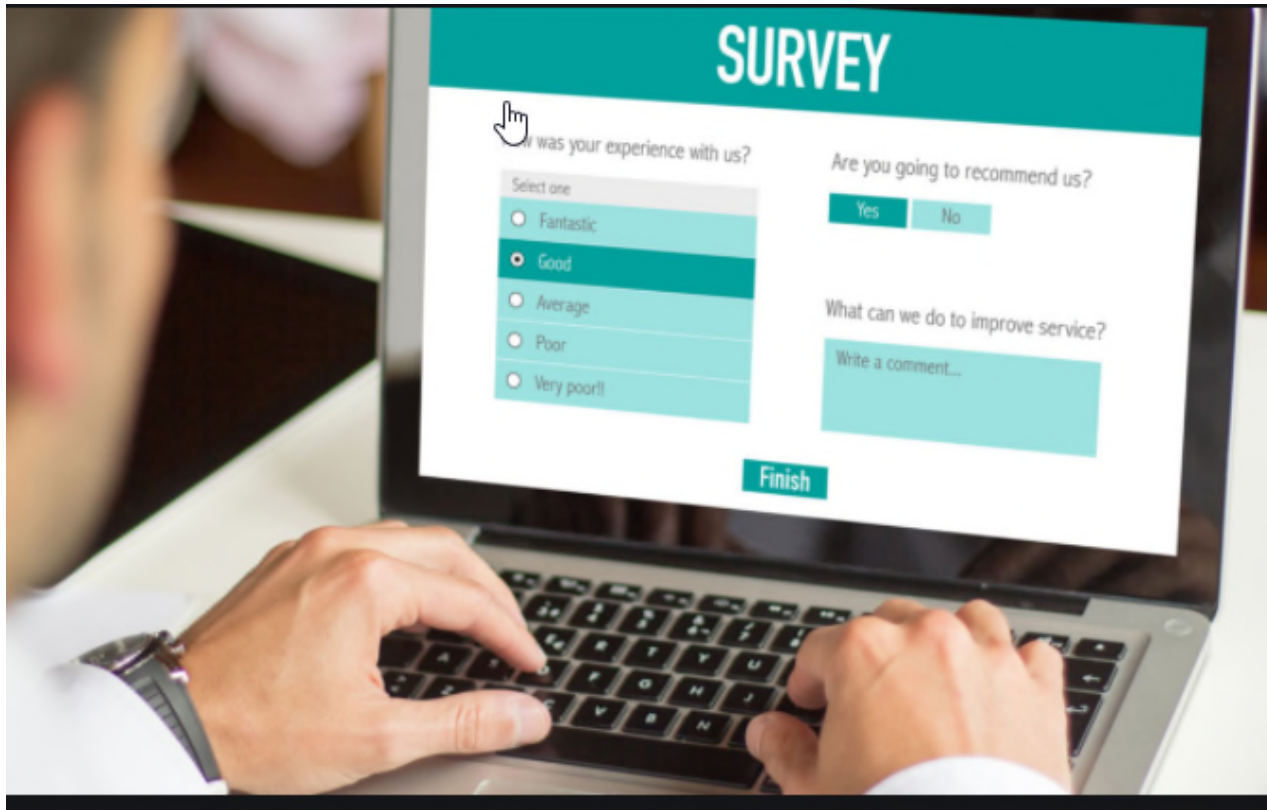 SURVEY
was your experience with us?
Select one
Fantastic
Good
Average
Poor
Very poor!!
Are you going to recommend us?
Yes No
What can we do to improve service?
Write a comment...
Finish